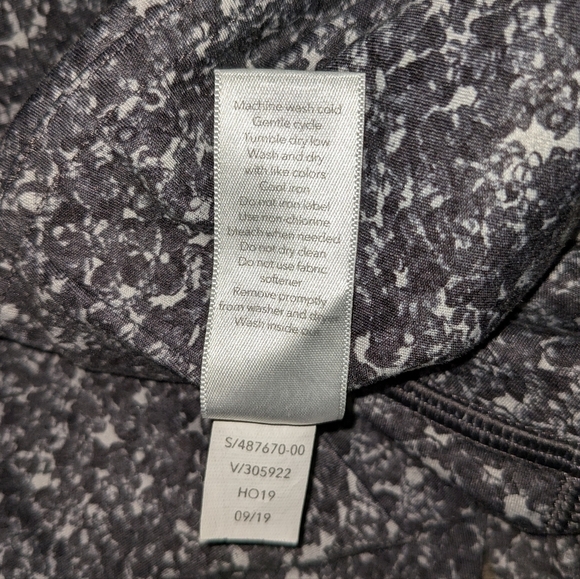 Machine wash cold
Gentle cycle
Tumble dry low
Wash and dry
with like colors
Cool iron
Do not iron label
Use non-chlorine
bleach when needed
Do not dry clean
Do not use fabric
softener
Remove promptly
from washer and dryer
Wash inside out
S/487670-00
V/305922
HO19
09/19